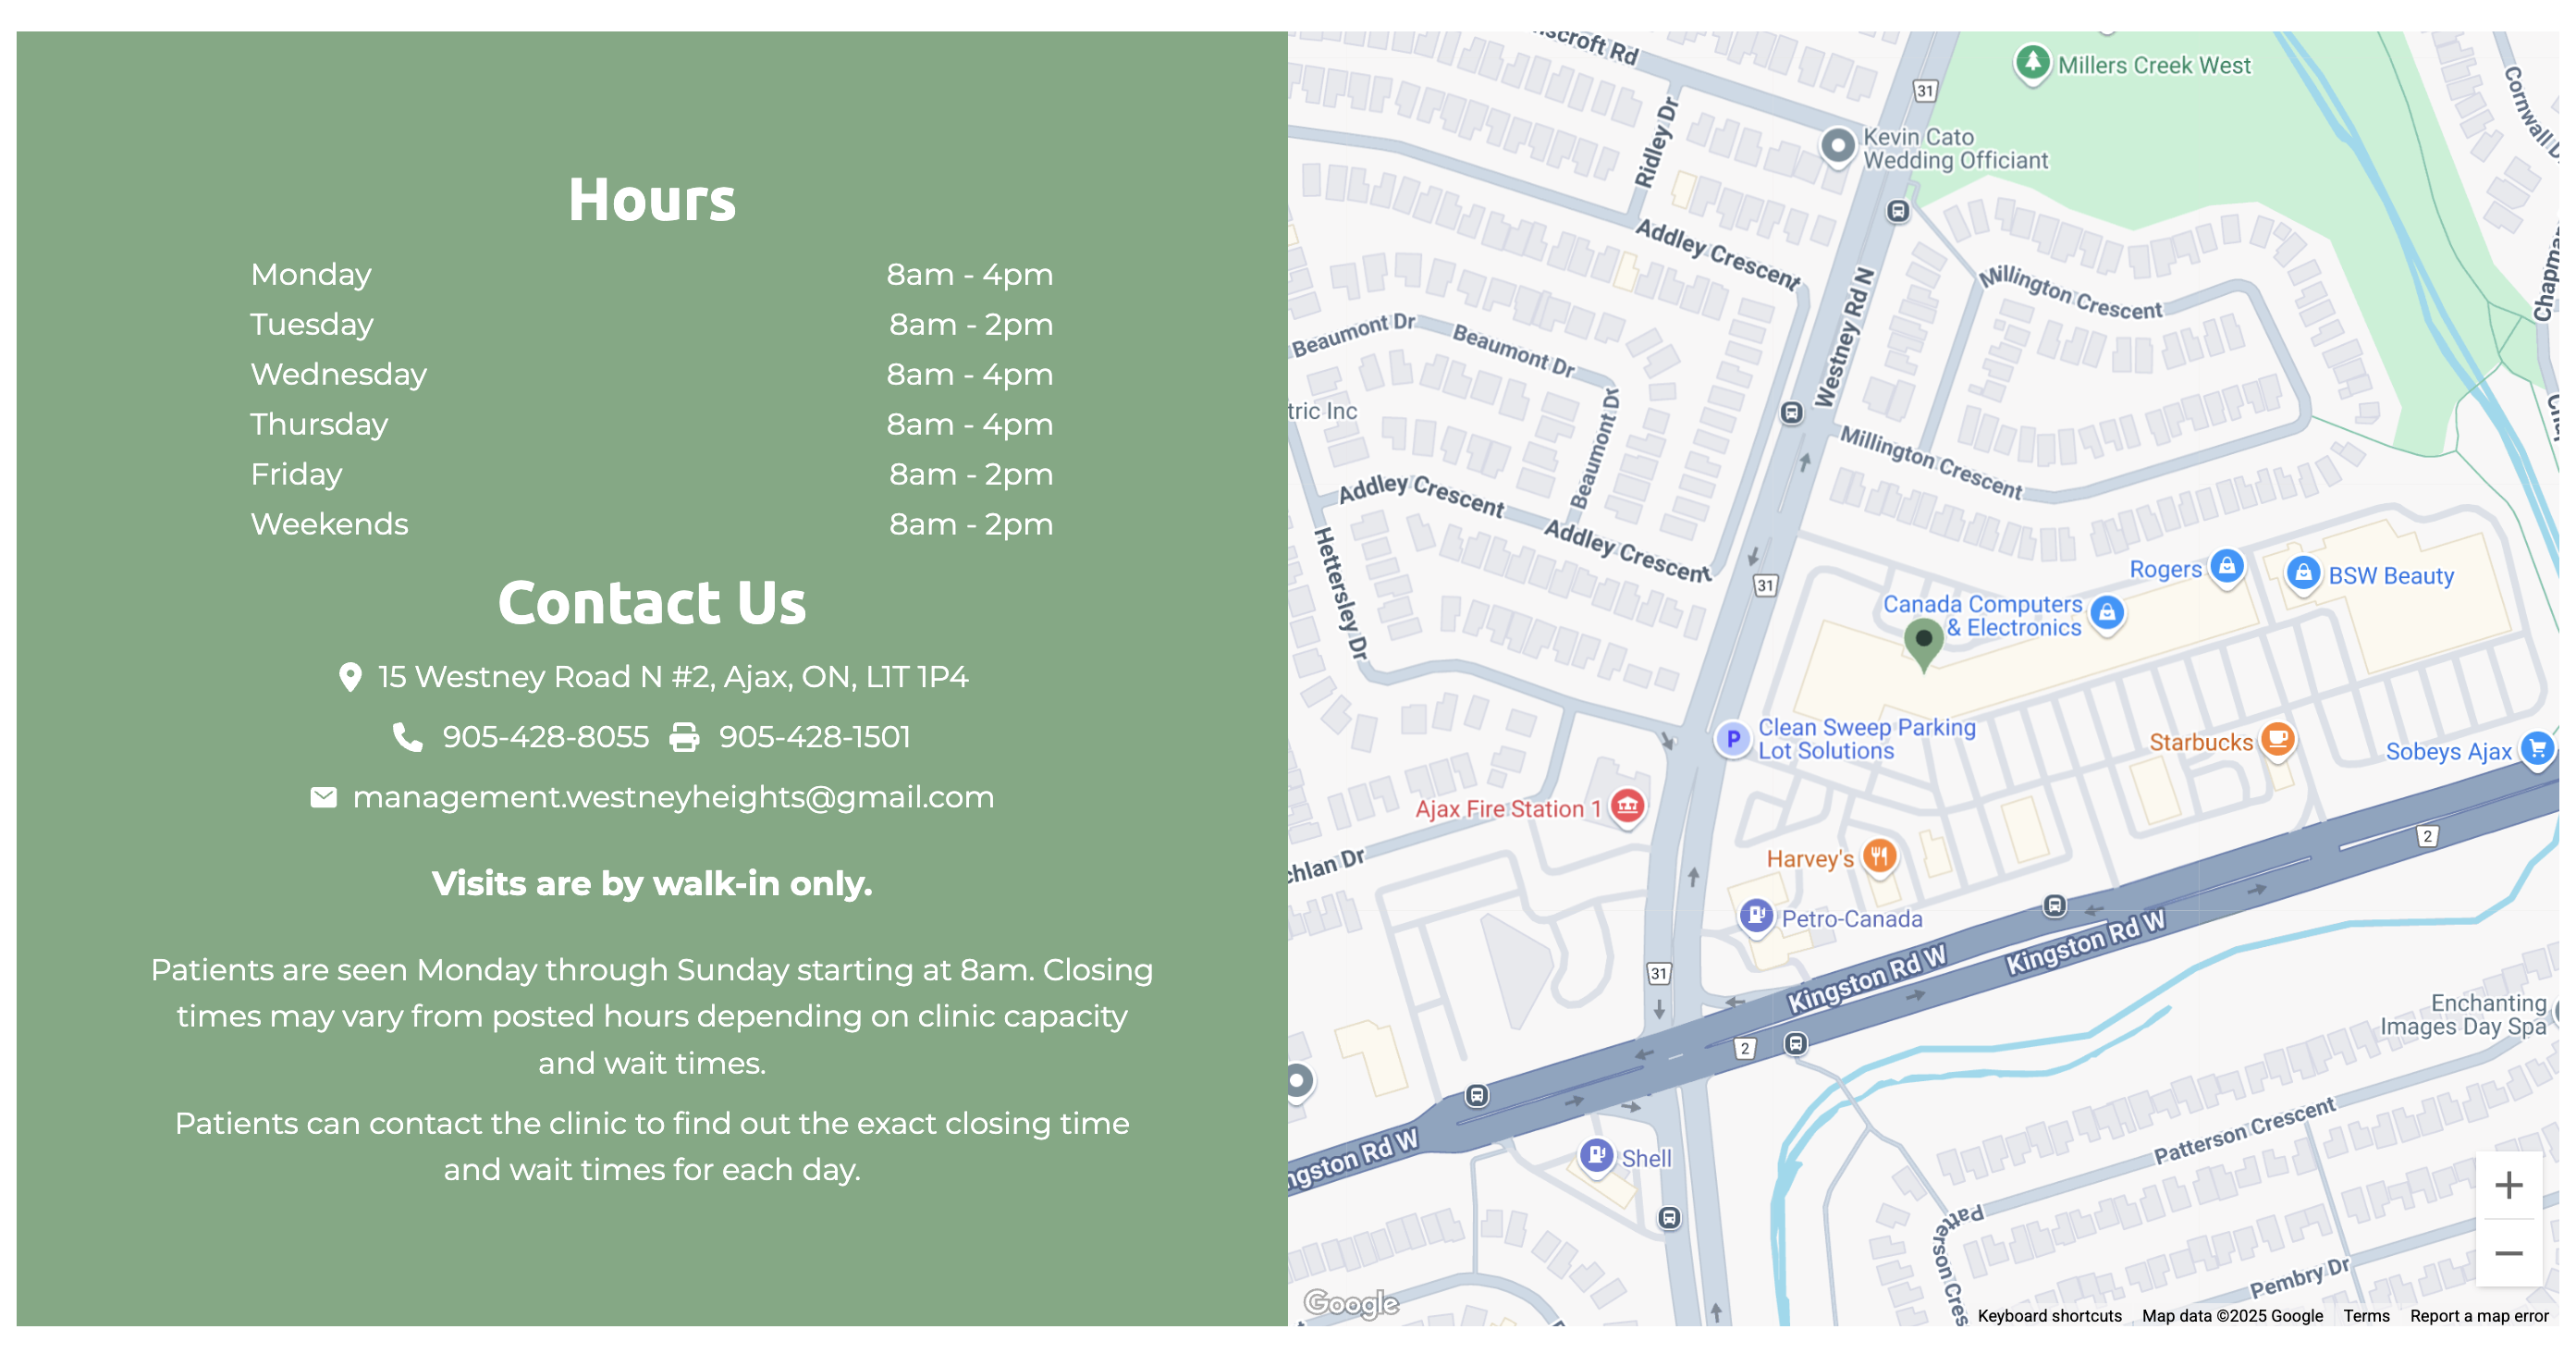 Hours
Monday 8am - 4pm
Tuesday 8am - 2pm
Wednesday 8am - 4pm
Thursday 8am - 4pm
Friday 8am - 2pm
Weekends 8am - 2pm
Contact Us
15 Westney Road N #2, Ajax, ON, L1T 1P4
905-428-8055 905-428-1501
management.westneyheights@gmail.com
Visits are by walk-in only.
Patients are seen Monday through Sunday starting at 8am. Closing
times may vary from posted hours depending on clinic capacity
and wait times.
Patients can contact the clinic to find out the exact closing time
and wait times for each day.
scroft Rd
31
Millers Creek West
Cornwall D
Ridley Dr
Kevin Cato
Wedding Officiant
Addley Crescent
Westney Rd N
Millington Crescent
Chapma
Beaumont Dr
Beaumont Dr
Beaumont Dr
tric Inc
Millington Crescent
Addley Crescent
Addley Crescent
Hettersley Dr
31
Rogers
BSW Beauty
Canada Computers
& Electronics
P
Clean Sweep Parking
Lot Solutions
Starbucks
Sobeys Ajax
Ajax Fire Station 1
chlan Dr
Harvey's
2
Petro-Canada
Kingston Rd W
Kingston Rd W
31
2
Enchanting
Images Day Spa
ngston Rd W
Shell
Patterson Crescent
Patterson Cres
Pembry Dr
+
−
Google
Keyboard shortcuts Map data ©2025 Google Terms Report a map error